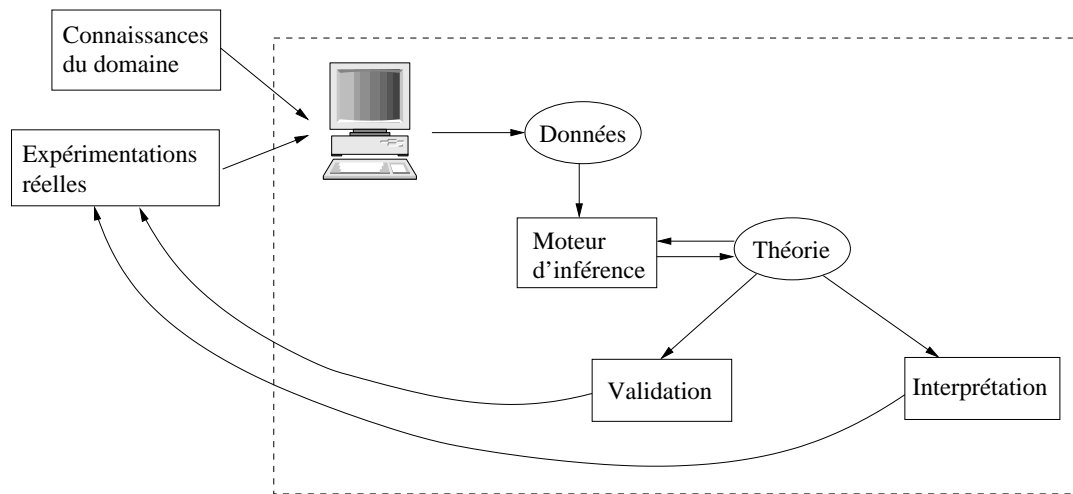 Connaissances
du domaine
Expérimentations
réelles
Données
Moteur
d’inférence
Théorie
Validation
Interprétation